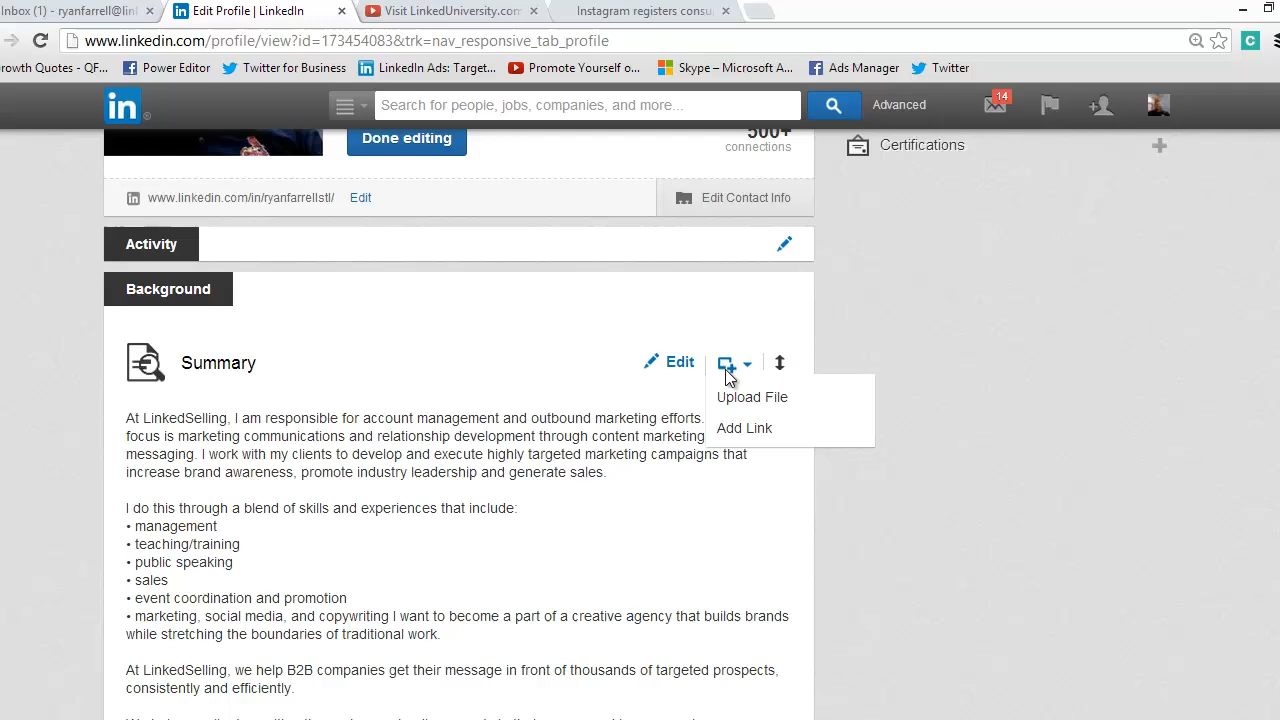 Inbox (1) - ryanfarrell@link
Edit Profile | LinkedIn
Visit LinkedUniversity.com
Instagram registers consu
www.linkedin.com/profile/view?id=173454083&trk=nav_responsive_tab_profile
rowth Quotes - QF...
Power Editor
Twitter for Business
LinkedIn Ads: Target...
Promote Yourself o...
Skype – Microsoft A...
Ads Manager
Twitter
in
Search for people, jobs, companies, and more...
Advanced
14
Done editing
500+
connections
Certifications
www.linkedin.com/in/ryanfarrellstl/ Edit
Edit Contact Info
Activity
Background
Summary
Edit
Upload File
Add Link
At LinkedSelling, I am responsible for account management and outbound marketing efforts.
focus is marketing communications and relationship development through content marketing
messaging. I work with my clients to develop and execute highly targeted marketing campaigns that
increase brand awareness, promote industry leadership and generate sales.
I do this through a blend of skills and experiences that include:
• management
• teaching/training
• public speaking
• sales
• event coordination and promotion
• marketing, social media, and copywriting I want to become a part of a creative agency that builds brands
while stretching the boundaries of traditional work.
At LinkedSelling, we help B2B companies get their message in front of thousands of targeted prospects,
consistently and efficiently.